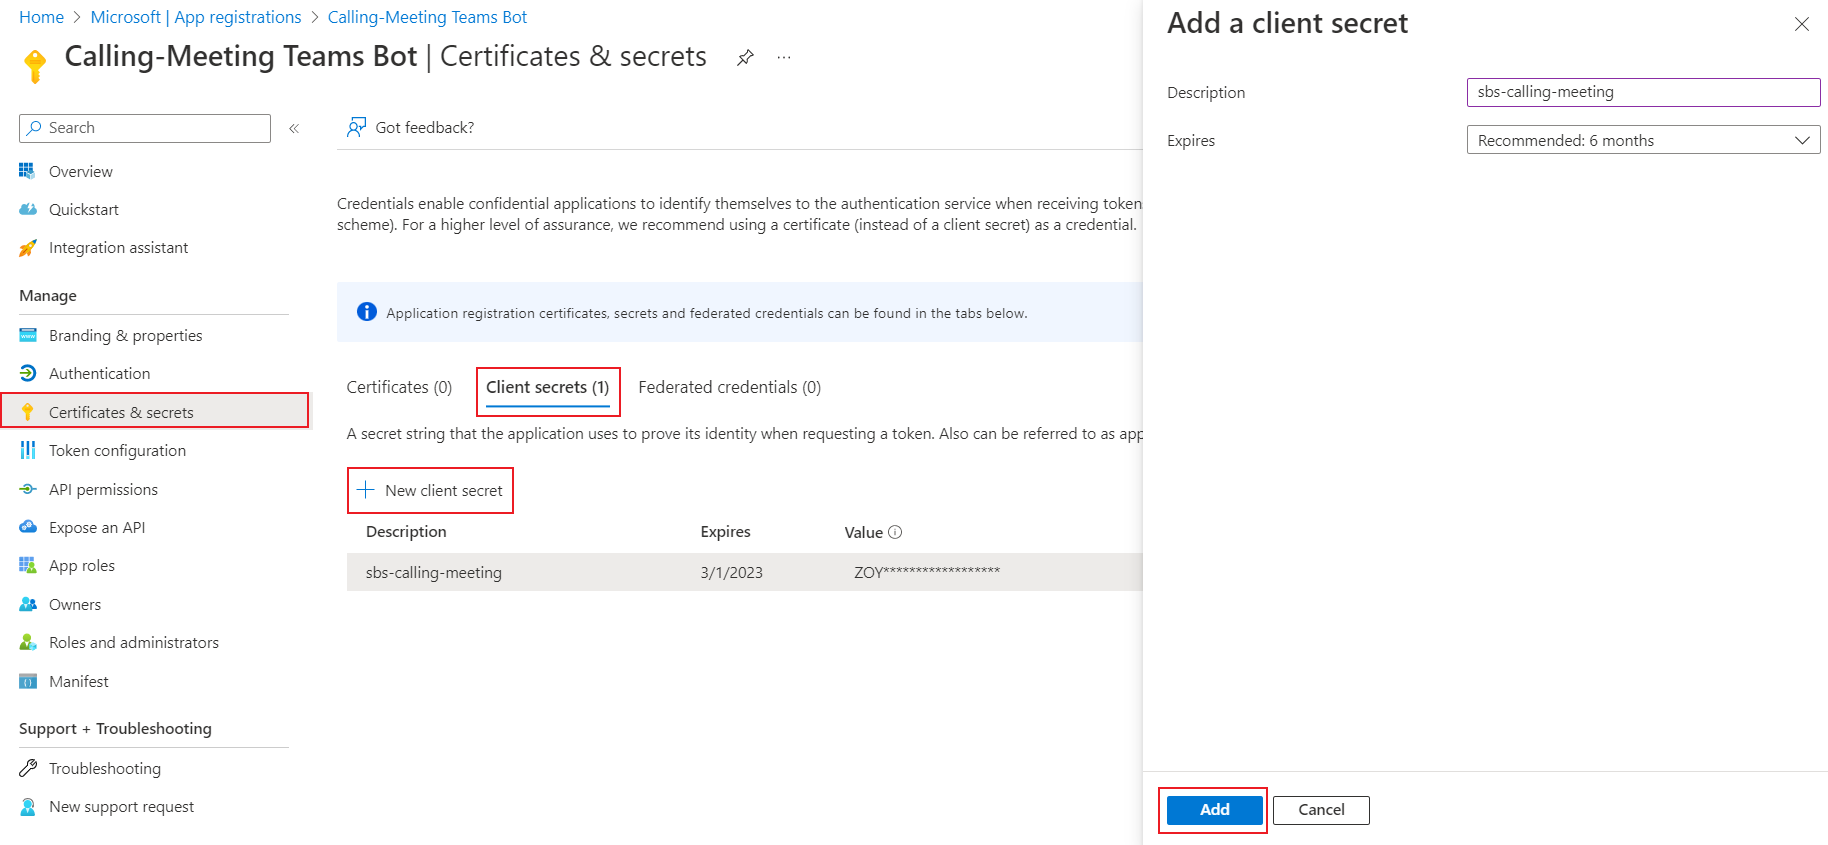 Home > Microsoft | App registrations > Calling-Meeting Teams Bot
Calling-Meeting Teams Bot | Certificates & secrets ...
Search
«
Overview
Quickstart
Integration assistant
Manage
Branding & properties
Authentication
Certificates & secrets
Token configuration
API permissions
Expose an API
App roles
Owners
Roles and administrators
Manifest
Support + Troubleshooting
Troubleshooting
New support request
Got feedback?
Credentials enable confidential applications to identify themselves to the authentication service when receiving token
scheme). For a higher level of assurance, we recommend using a certificate (instead of a client secret) as a credential.
Application registration certificates, secrets and federated credentials can be found in the tabs below.
Certificates (0) Client secrets (1) Federated credentials (0)
A secret string that the application uses to prove its identity when requesting a token. Also can be referred to as app
+ New client secret
Description Expires Value
sbs-calling-meeting 3/1/2023 ZOY******************
Add a client secret
Description sbs-calling-meeting
Expires Recommended: 6 months
Add Cancel